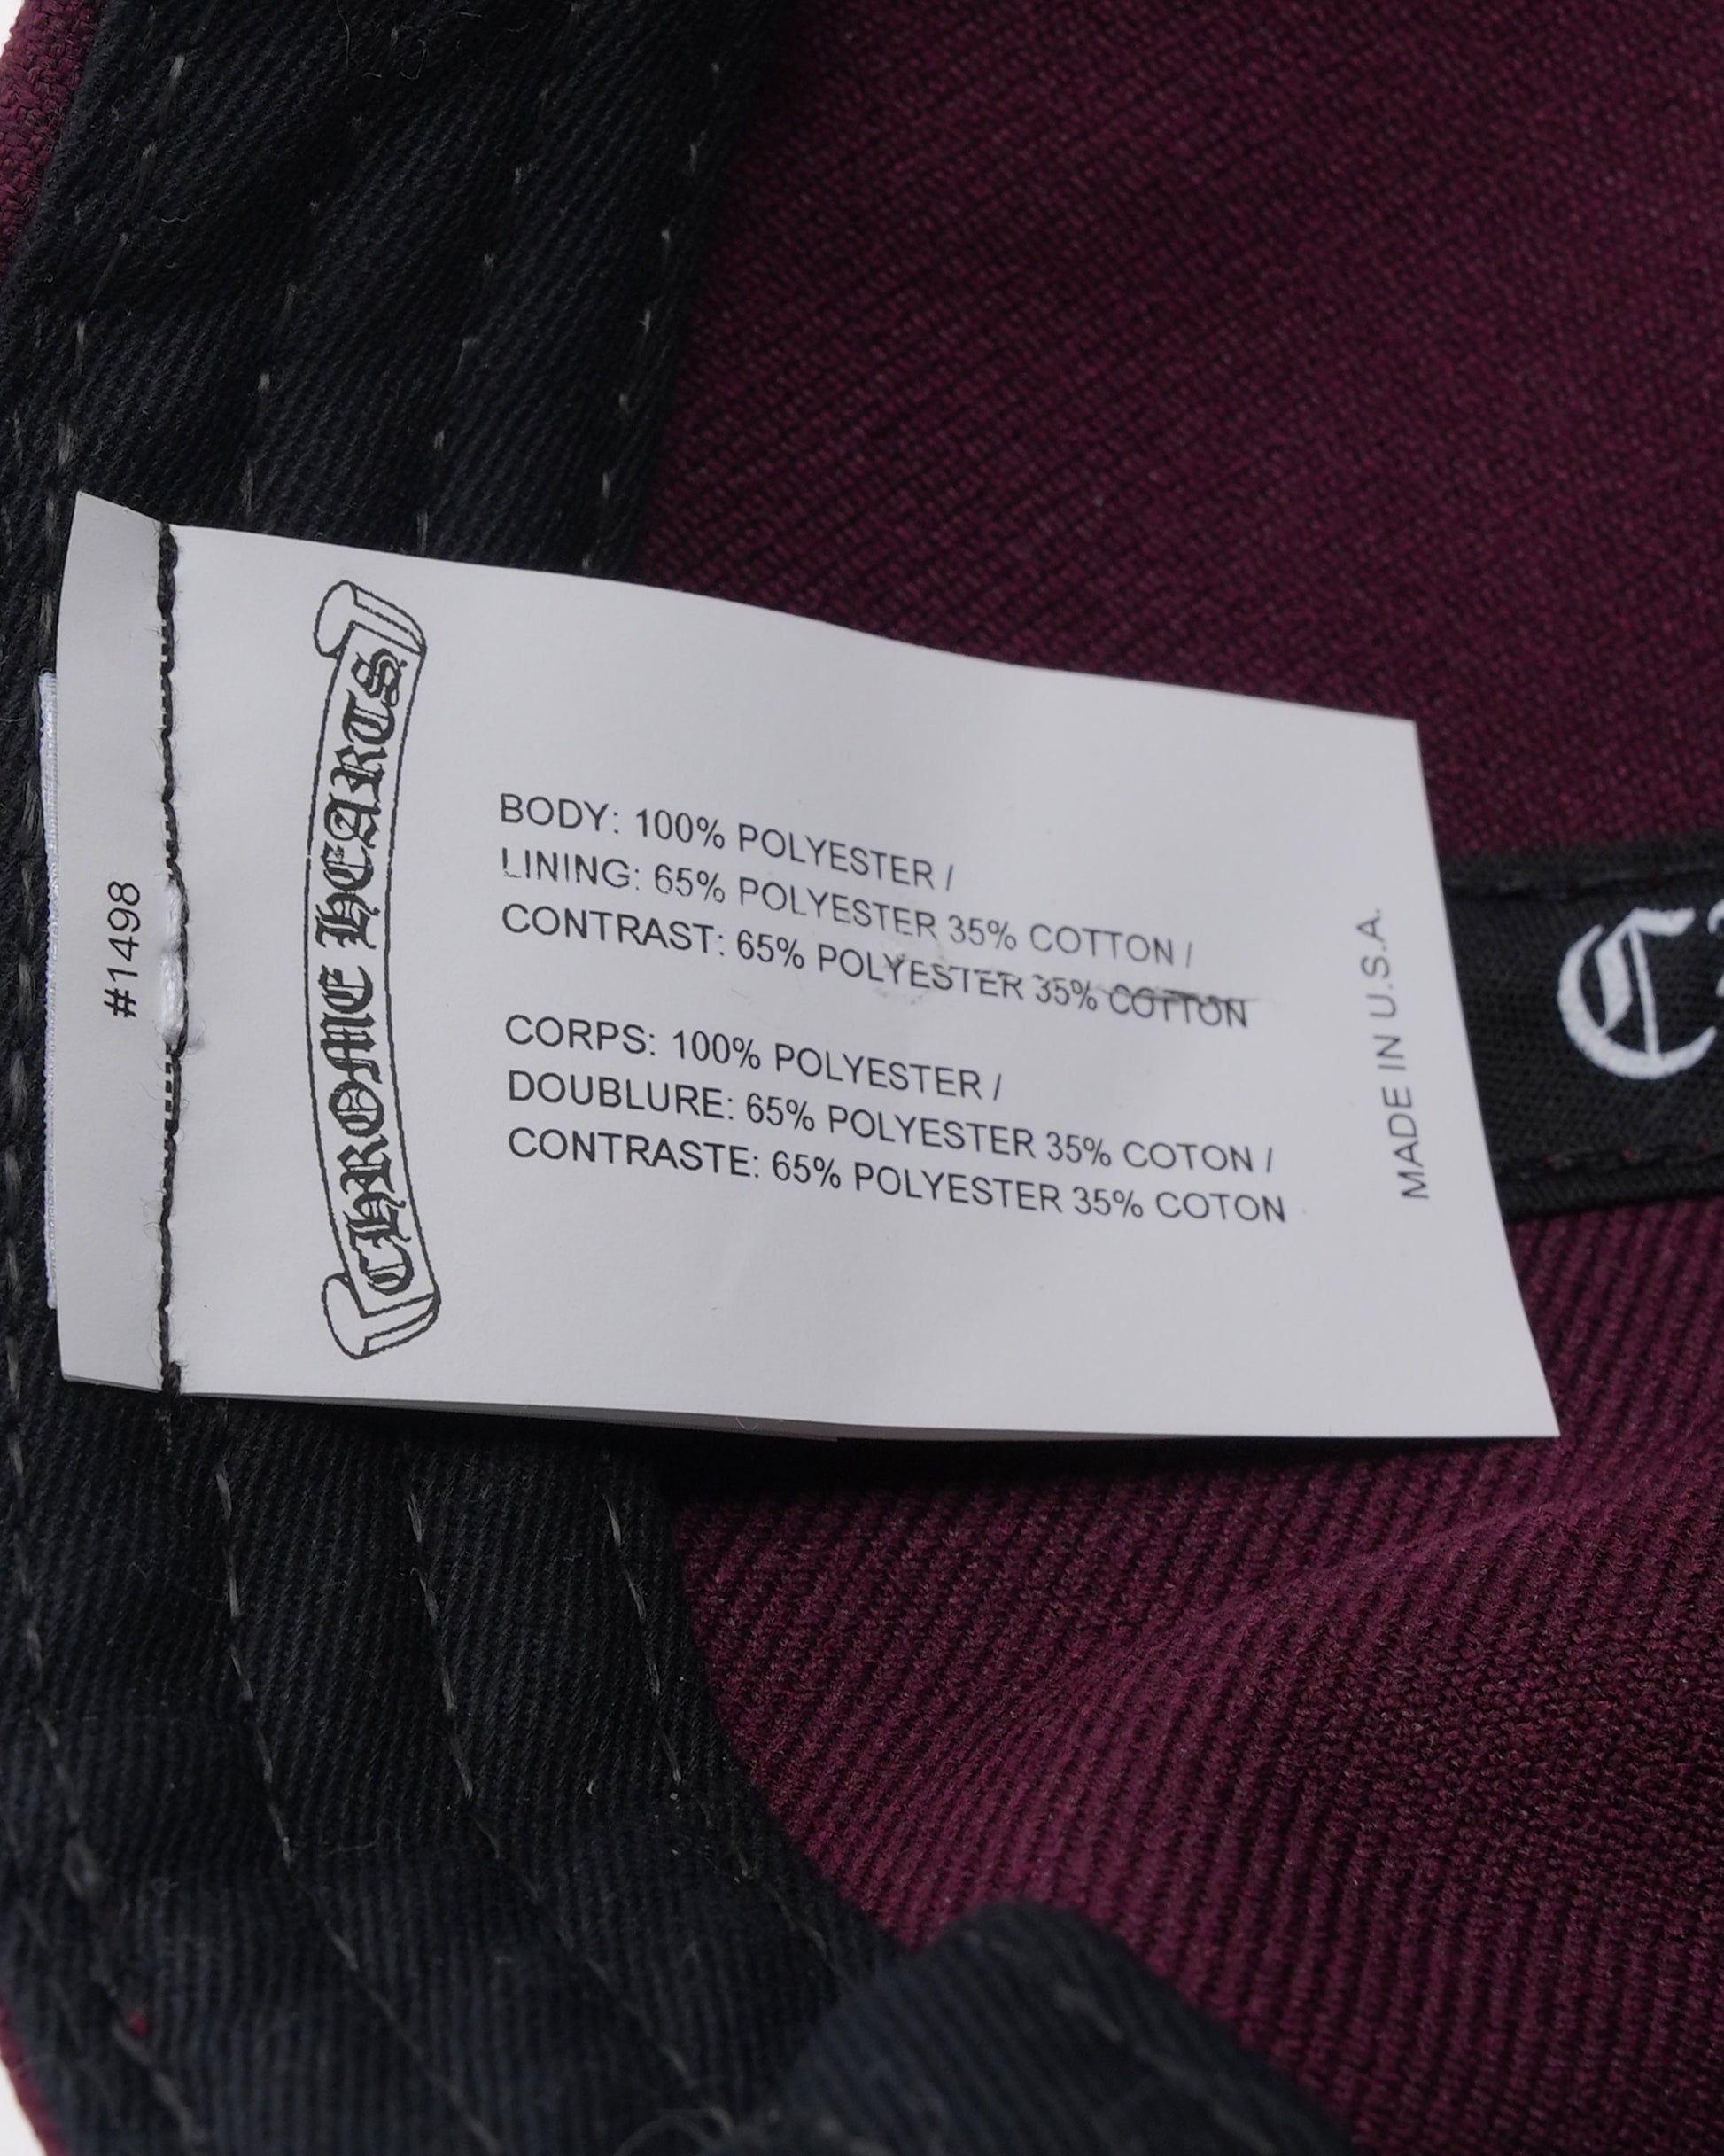 #1498
CHROME HEARTS
BODY: 100% POLYESTER /
LINING: 65% POLYESTER 35% COTTON /
CONTRAST: 65% POLYESTER 35% COTTON
CORPS: 100% POLYESTER /
DOUBLURE: 65% POLYESTER 35% COTON /
CONTRASTE: 65% POLYESTER 35% COTON
MADE IN U.S.A.